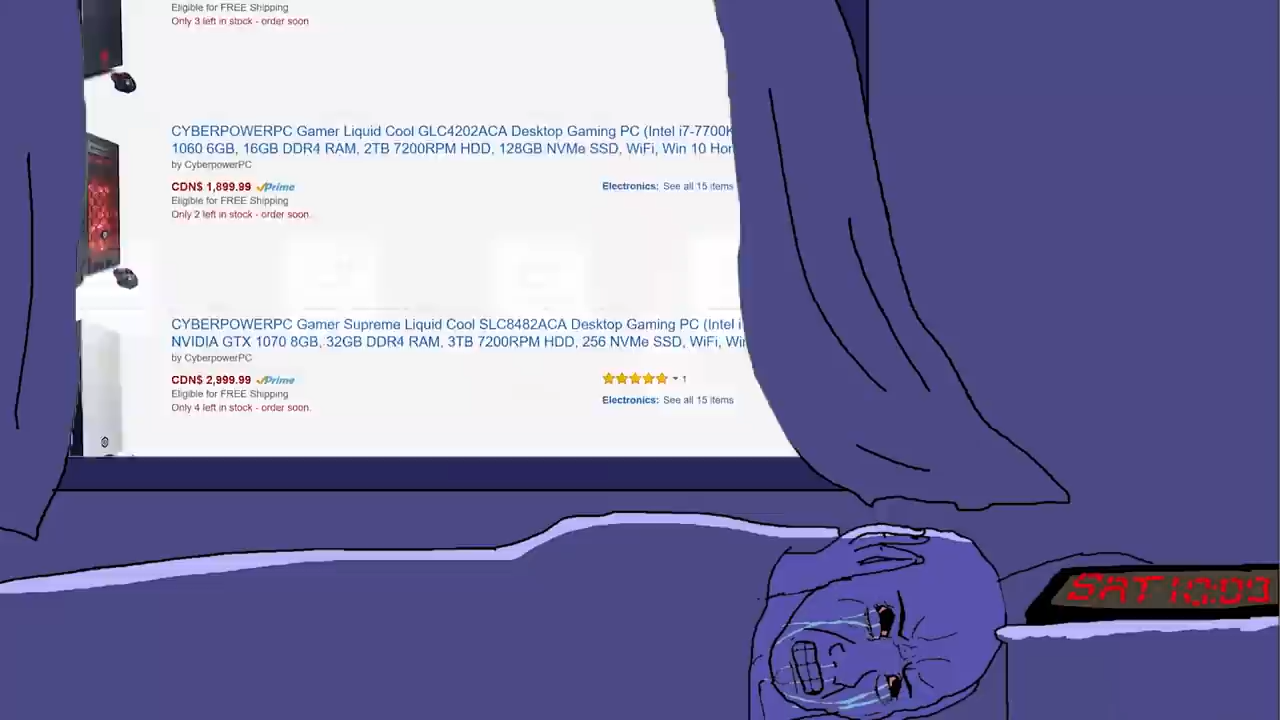 Eligible for FREE Shipping
Only 3 left in stock - order soon
CYBERPOWERPC Gamer Liquid Cool GLC4202ACA Desktop Gaming PC (Intel i7-7700K
1060 6GB, 16GB DDR4 RAM, 2TB 7200RPM HDD, 128GB NVMe SSD, WiFi, Win 10 Hom
by CyberpowerPC
CDN$ 1,899.99 Prime
Electronics: See all 15 items
Eligible for FREE Shipping
Only 2 left in stock - order soon.
CYBERPOWERPC Gamer Supreme Liquid Cool SLC8482ACA Desktop Gaming PC (Intel i
NVIDIA GTX 1070 8GB, 32GB DDR4 RAM, 3TB 7200RPM HDD, 256 NVMe SSD, WiFi, Win
by CyberpowerPC
CDN$ 2,999.99 Prime
1
Eligible for FREE Shipping
Electronics: See all 15 items
Only 4 left in stock - order soon.
SAT 10:00